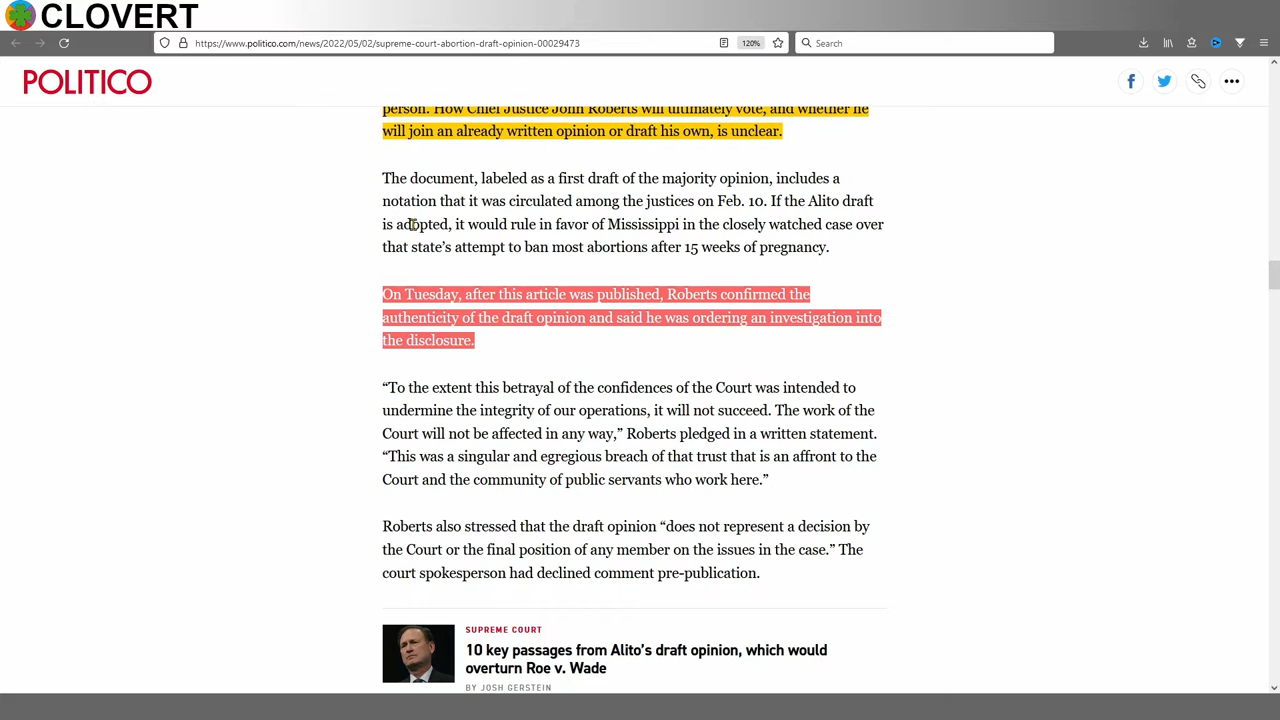 CLOVERT
https://www.politico.com/news/2022/05/02/supreme-court-abortion-draft-opinion-00029473
120%
Search
POLITICO
person. How Chief Justice John Roberts will ultimately vote, and whether he
will join an already written opinion or draft his own, is unclear.
The document, labeled as a first draft of the majority opinion, includes a
notation that it was circulated among the justices on Feb. 10. If the Alito draft
is adopted, it would rule in favor of Mississippi in the closely watched case over
that state’s attempt to ban most abortions after 15 weeks of pregnancy.
On Tuesday, after this article was published, Roberts confirmed the
authenticity of the draft opinion and said he was ordering an investigation into
the disclosure.
“To the extent this betrayal of the confidences of the Court was intended to
undermine the integrity of our operations, it will not succeed. The work of the
Court will not be affected in any way,” Roberts pledged in a written statement.
“This was a singular and egregious breach of that trust that is an affront to the
Court and the community of public servants who work here.”
Roberts also stressed that the draft opinion “does not represent a decision by
the Court or the final position of any member on the issues in the case.” The
court spokesperson had declined comment pre-publication.
SUPREME COURT
10 key passages from Alito’s draft opinion, which would
overturn Roe v. Wade
BY JOSH GERSTEIN